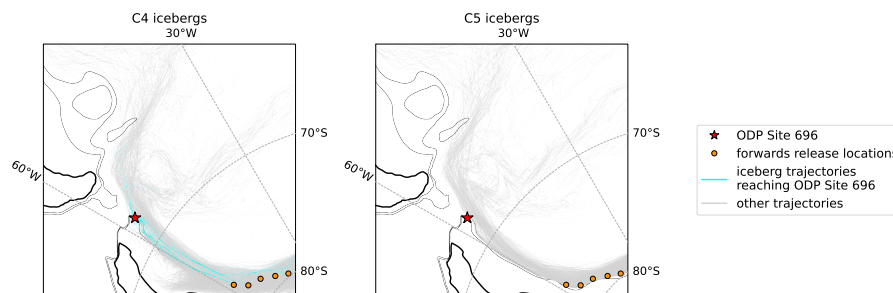 C4 icebergs
30°W
60°W
70°S
80°S
C5 icebergs
30°W
60°W
70°S
80°S
ODP Site 696
forwards release locations
iceberg trajectories
reaching ODP Site 696
other trajectories